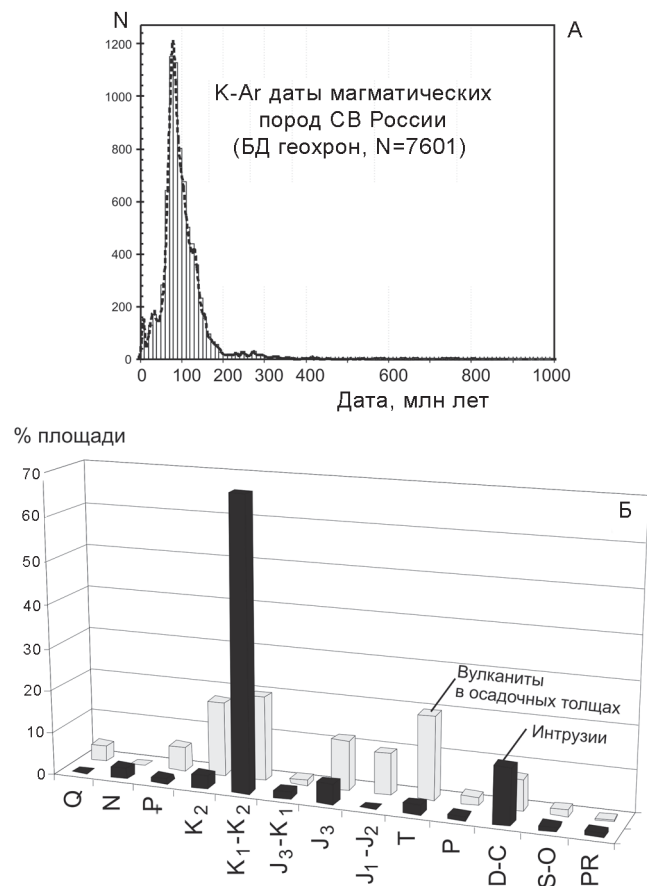 N
А
1200
1000
800
600
400
200
0
K-Ar даты магматических
пород СВ России
(БД геохрон, N=7601)
0 100 200 300 400 600 800 1000
Дата, млн лет
% площади
Б
70
60
50
40
30
20
10
0
Вулканиты
в осадочных толщах
Интрузии
Q
N
₽
K₂
K₁-K₂
J₃-K₁
J₃
J₁-J₂
T
P
D-C
S-O
PR